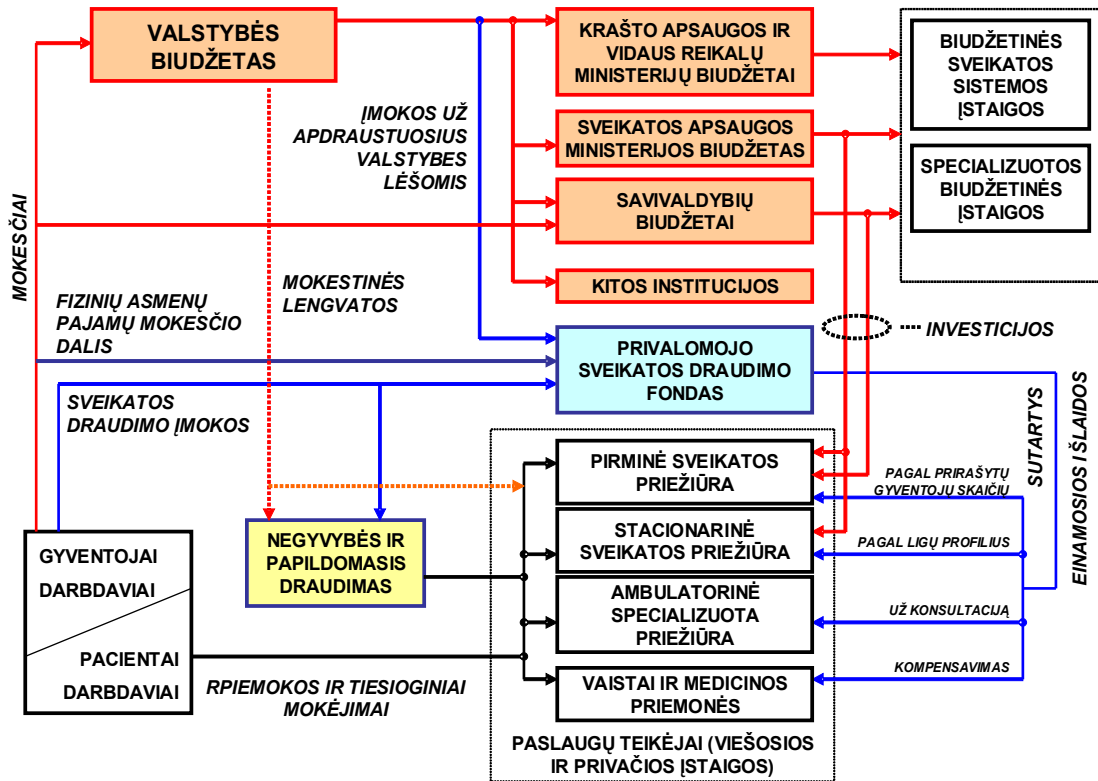 VALSTYBĖS
BIUDŽETAS
KRAŠTO APSAUGOS IR
VIDAUS REIKALŲ
MINISTERIJŲ BIUDŽETAI
BIUDŽETINĖS
SVEIKATOS
SISTEMOS
ĮSTAIGOS
ĮMOKOS UŽ
APDRAUSTUOSIUS
VALSTYBES
LĖŠOMIS
SVEIKATOS APSAUGOS
MINISTERIJOS BIUDŽETAS
SPECIALIZUOTOS
BIUDŽETINĖS
ĮSTAIGOS
SAVIVALDYBIŲ
BIUDŽETAI
MOKESČIAI
MOKESTINĖS
LENGVATOS
KITOS INSTITUCIJOS
FIZINIŲ ASMENŲ
PAJAMŲ MOKESČIO
DALIS
INVESTICIJOS
PRIVALOMOJO
SVEIKATOS DRAUDIMO
FONDAS
SVEIKATOS
DRAUDIMO ĮMOKOS
SUTARTYS
EINAMOSIOS IŠLAIDOS
PIRMINĖ SVEIKATOS
PRIEŽIŪRA
PAGAL PRIRAŠYTŲ
GYVENTOJŲ SKAIČIŲ
STACIONARINĖ
SVEIKATOS PRIEŽIŪRA
PAGAL LIGŲ PROFILIUS
NEGYVYBĖS IR
PAPILDOMASIS
DRAUDIMAS
GYVENTOJAI
DARBDAVIAI
AMBULATORINĖ
SPECIALIZUOTA
PRIEŽIŪRA
UŽ KONSULTACIJĄ
PACIENTAI
DARBDAVIAI
RPIEMOKOS IR TIESIOGINIAI
MOKĖJIMAI
VAISTAI IR MEDICINOS
PRIEMONĖS
KOMPENSAVIMAS
PASLAUGŲ TEIKĖJAI (VIEŠOSIOS
IR PRIVAČIOS ĮSTAIGOS)